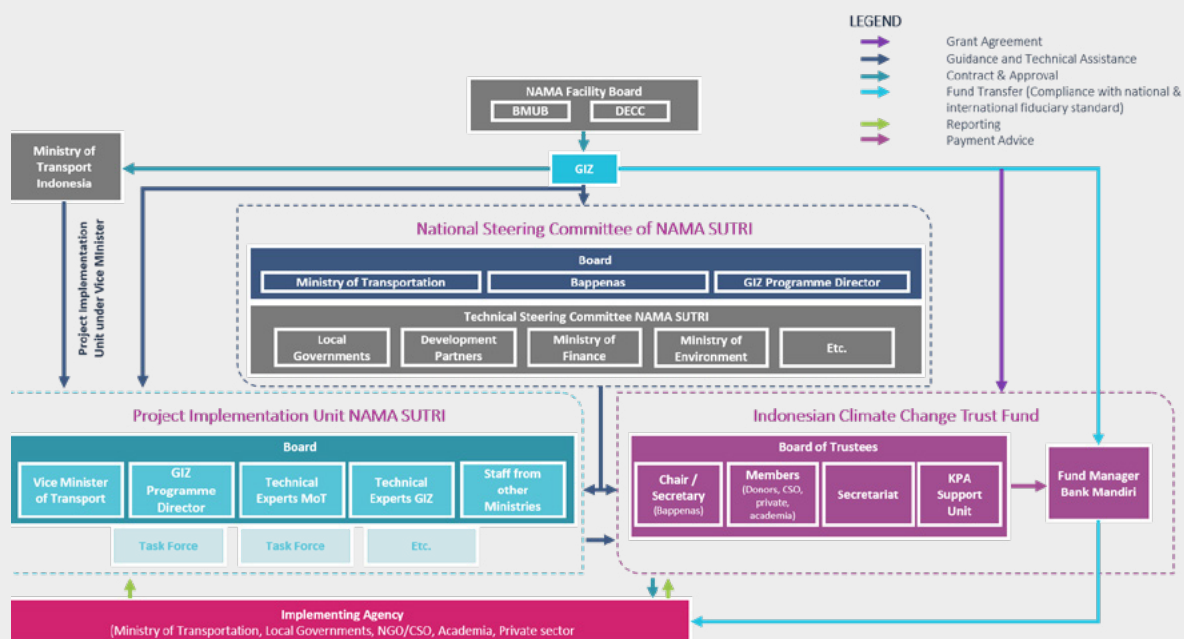 LEGEND
Grant Agreement
Guidance and Technical Assistance
Contract & Approval
Fund Transfer (Compliance with national &
international fiduciary standard)
Reporting
Payment Advice
NAMA Facility Board
BMUB
DECC
Ministry of
Transport
Indonesia
GIZ
Project Implementation
Unit under Vice Minister
National Steering Committee of NAMA SUTRI
Board
Ministry of Transportation
Bappenas
GIZ Programme Director
Technical Steering Committee NAMA SUTRI
Local
Governments
Development
Partners
Ministry of
Finance
Ministry of
Environment
Etc.
Project Implementation Unit NAMA SUTRI
Board
Vice Minister
of Transport
GIZ
Programme
Director
Technical
Experts MoT
Technical
Experts GIZ
Staff from
other
Ministries
Task Force
Task Force
Etc.
Indonesian Climate Change Trust Fund
Board of Trustees
Chair /
Secretary
(Bappenas)
Members
(Donors, CSO,
private,
academia)
Secretariat
KPA
Support
Unit
Fund Manager
Bank Mandiri
Implementing Agency
(Ministry of Transportation, Local Governments, NGO/CSO, Academia, Private sector